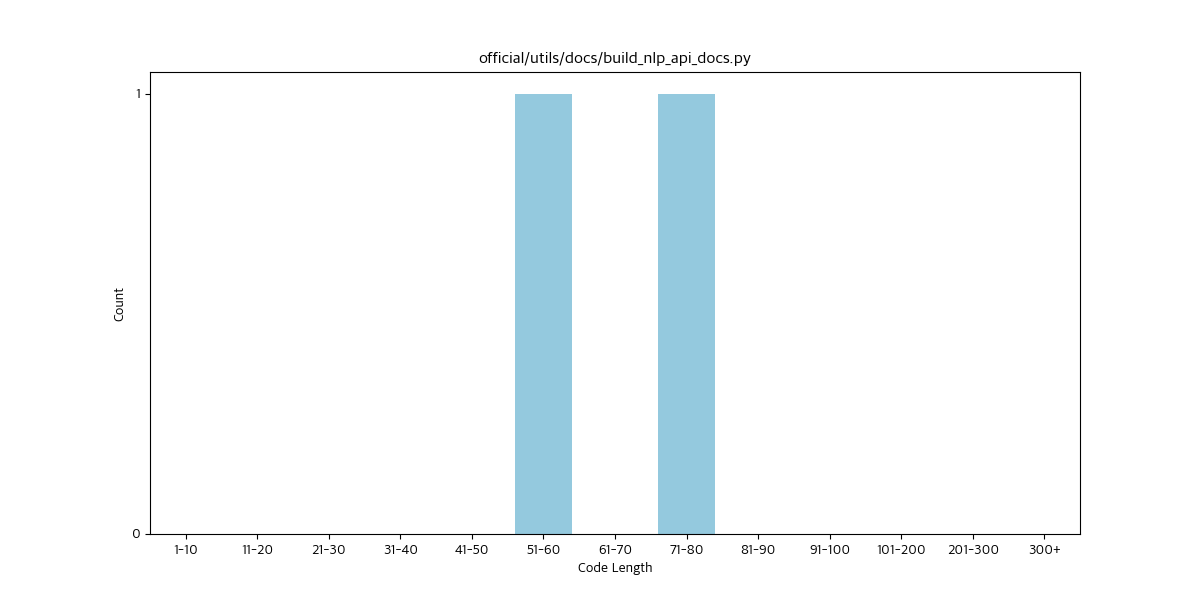 official/utils/docs/build_nlp_api_docs.py
1
Count
0
1-10 11-20 21-30 31-40 41-50 51-60 61-70 71-80 81-90 91-100 101-200 201-300 300+
Code Length